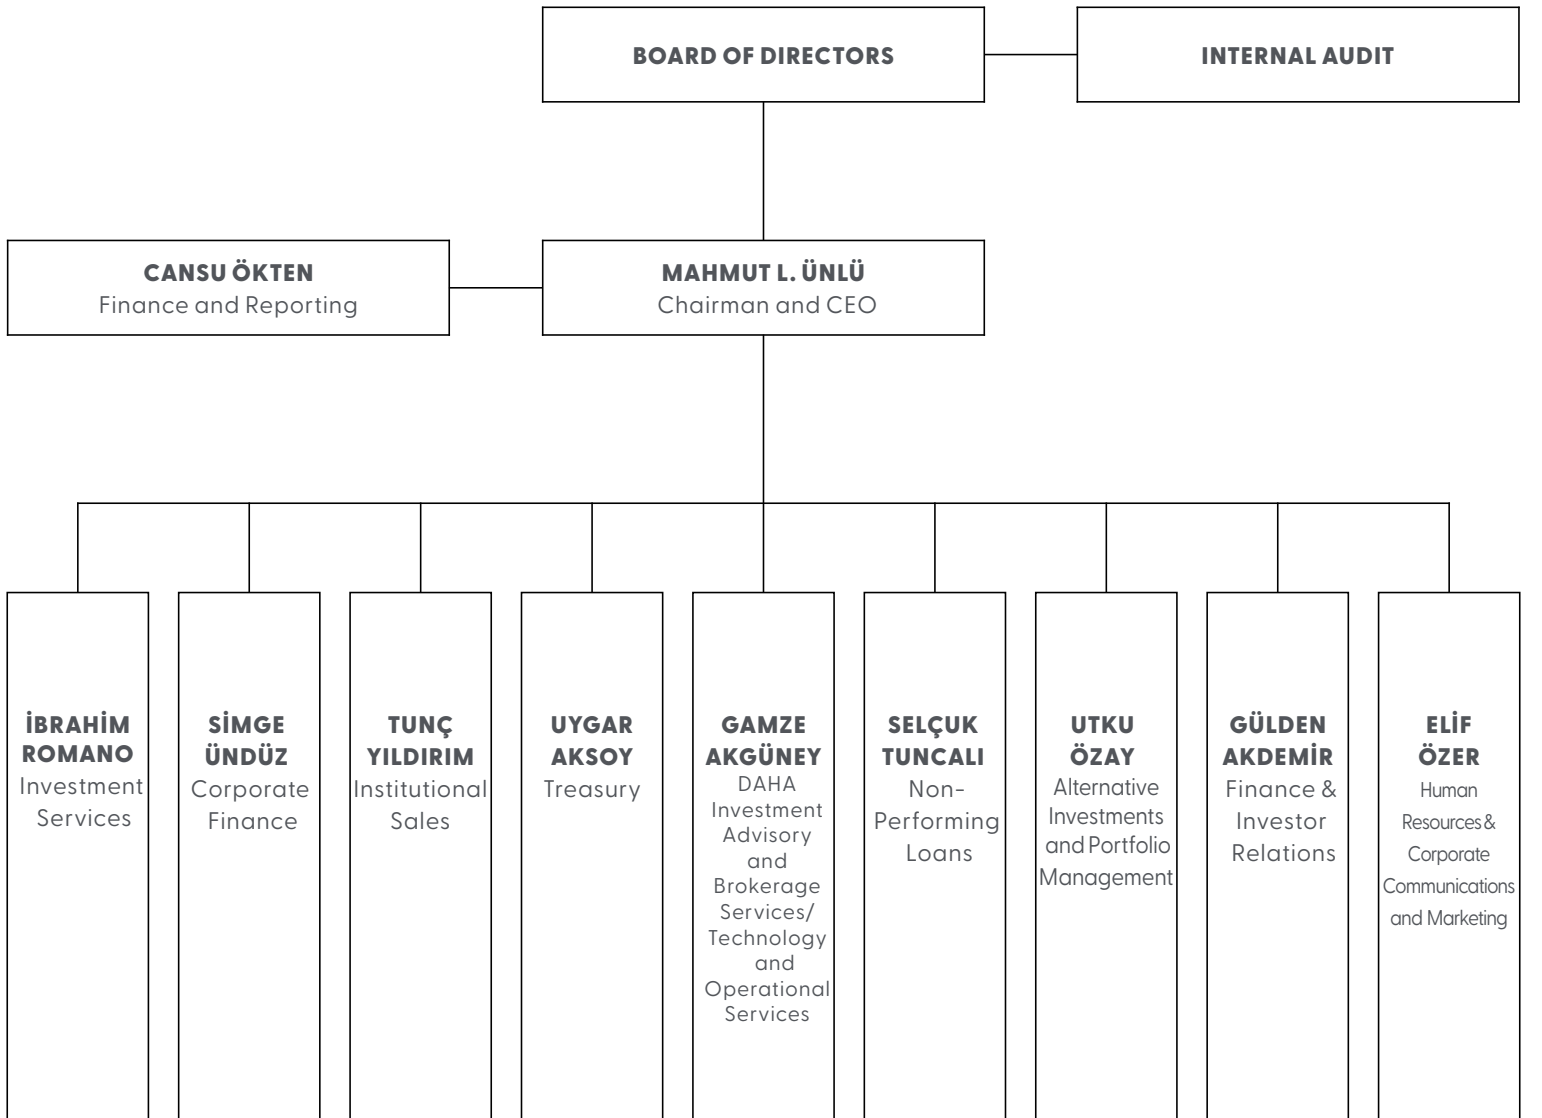 BOARD OF DIRECTORS
INTERNAL AUDIT
CANSU ÖKTEN
Finance and Reporting
MAHMUT L. ÜNLÜ
Chairman and CEO
İBRAHİM
ROMANO
Investment
Services
SİMGE
ÜNDÜZ
Corporate
Finance
TUNÇ
YILDIRIM
Institutional
Sales
UYGAR
AKSOY
Treasury
GAMZE
AKGÜNEY
DAHA
Investment
Advisory
and
Brokerage
Services/
Technology
and
Operational
Services
SELÇUK
TUNCALI
Non-
Performing
Loans
UTKU
ÖZAY
Alternative
Investments
and Portfolio
Management
GÜLDEN
AKDEMİR
Finance &
Investor
Relations
ELİF
ÖZER
Human
Resources &
Corporate
Communications
and Marketing